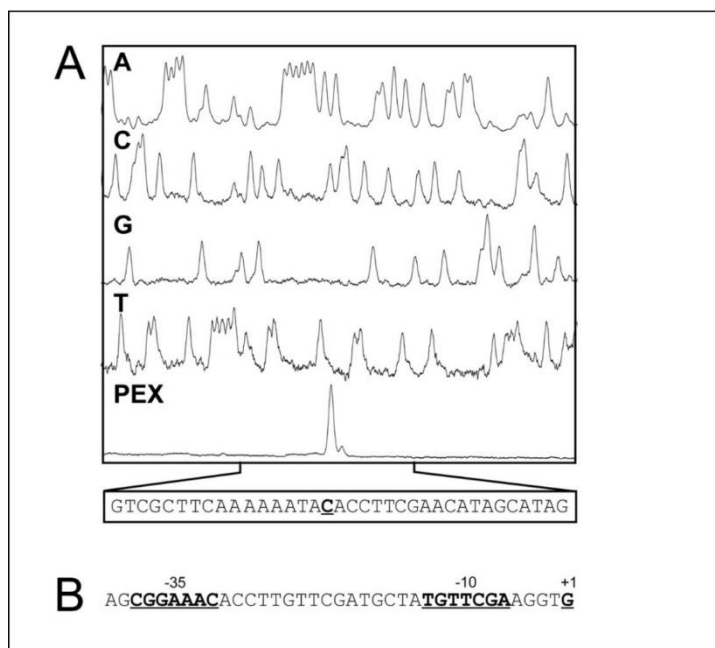 A
A
C
G
T
PEX
GTCGCTTCAAAAAATACACCTTCGAACATAGCATAG
-35 -10 +1
B AGCGGAAACACCTTGTTCGATGCTATGTTCGAAGGTG